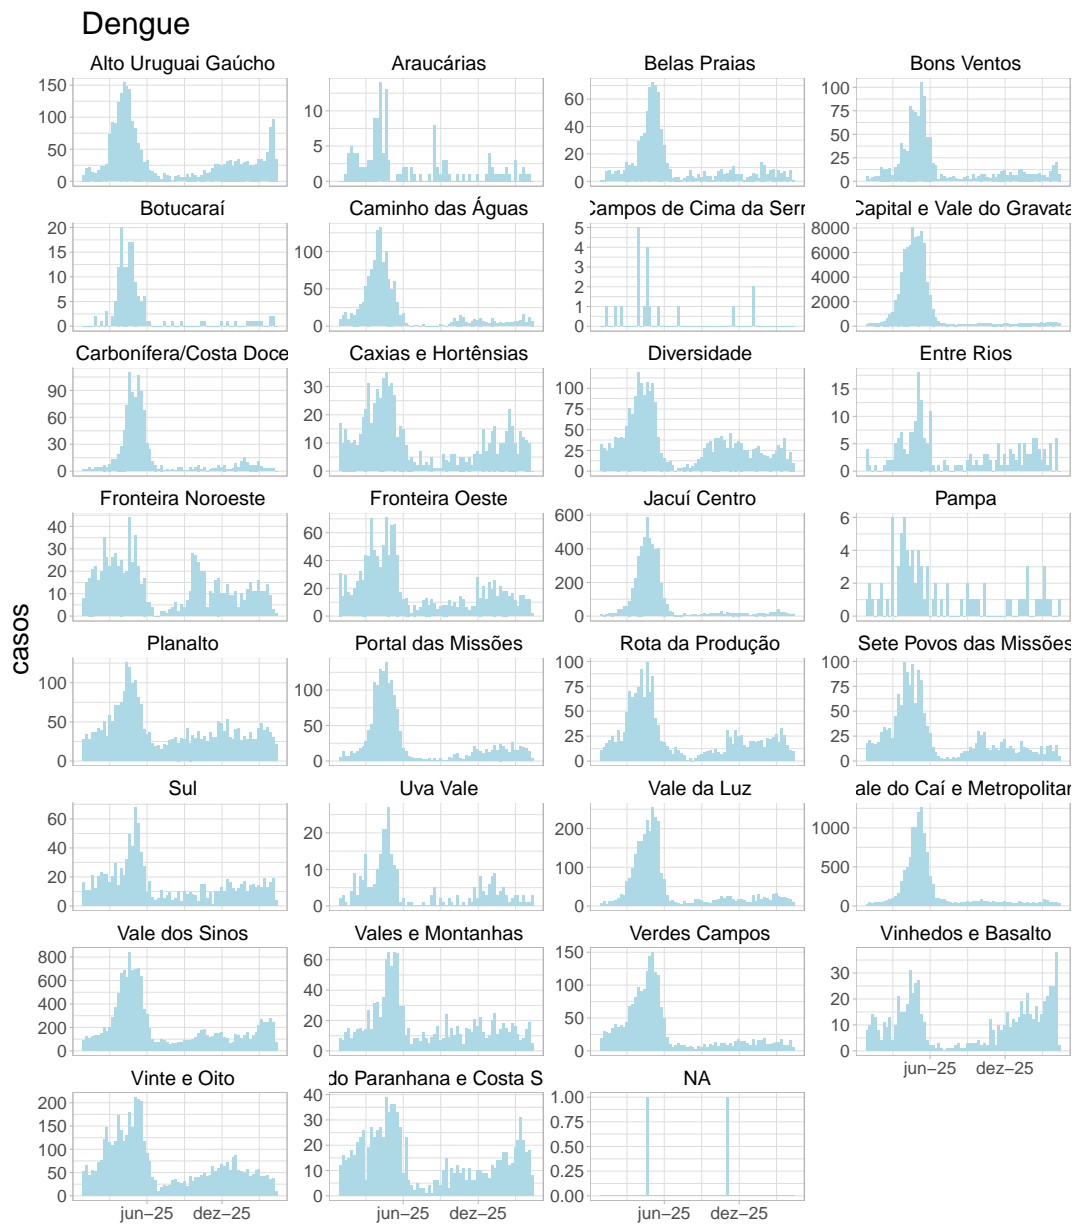 Dengue
Alto Uruguai Gaúcho Araucárias Belas Praias Bons Ventos
150 100 50 0
10 5 0
60 40 20 0
100 75 50 25 0
Botucaraí Caminho das Águas Campos de Cima da Serr Capital e Vale do Gravata
20 15 10 5 0
100 50 0
5 4 3 2 1 0
8000 6000 4000 2000 0
Carbonífera/Costa Doce Caxias e Hortênsias Diversidade Entre Rios
90 60 30 0
30 20 10 0
100 75 50 25 0
15 10 5 0
Fronteira Noroeste Fronteira Oeste Jacuí Centro Pampa
40 30 20 10 0
60 40 20 0
600 400 200 0
6 4 2 0
casos
Planalto Portal das Missões Rota da Produção Sete Povos das Missões
100 50 0
100 50 0
100 75 50 25 0
100 75 50 25 0
Sul Uva Vale Vale da Luz ale do Caí e Metropolitar
60 40 20 0
20 10 0
200 100 0
1000 500 0
Vale dos Sinos Vales e Montanhas Verdes Campos Vinhedos e Basalto
800 600 400 200 0
60 40 20 0
150 100 50 0
30 20 10 0
jun–25 dez–25
Vinte e Oito do Paranhana e Costa S NA
200 150 100 50 0
40 30 20 10 0
1.00 0.75 0.50 0.25 0.00
jun–25 dez–25 jun–25 dez–25 jun–25 dez–25